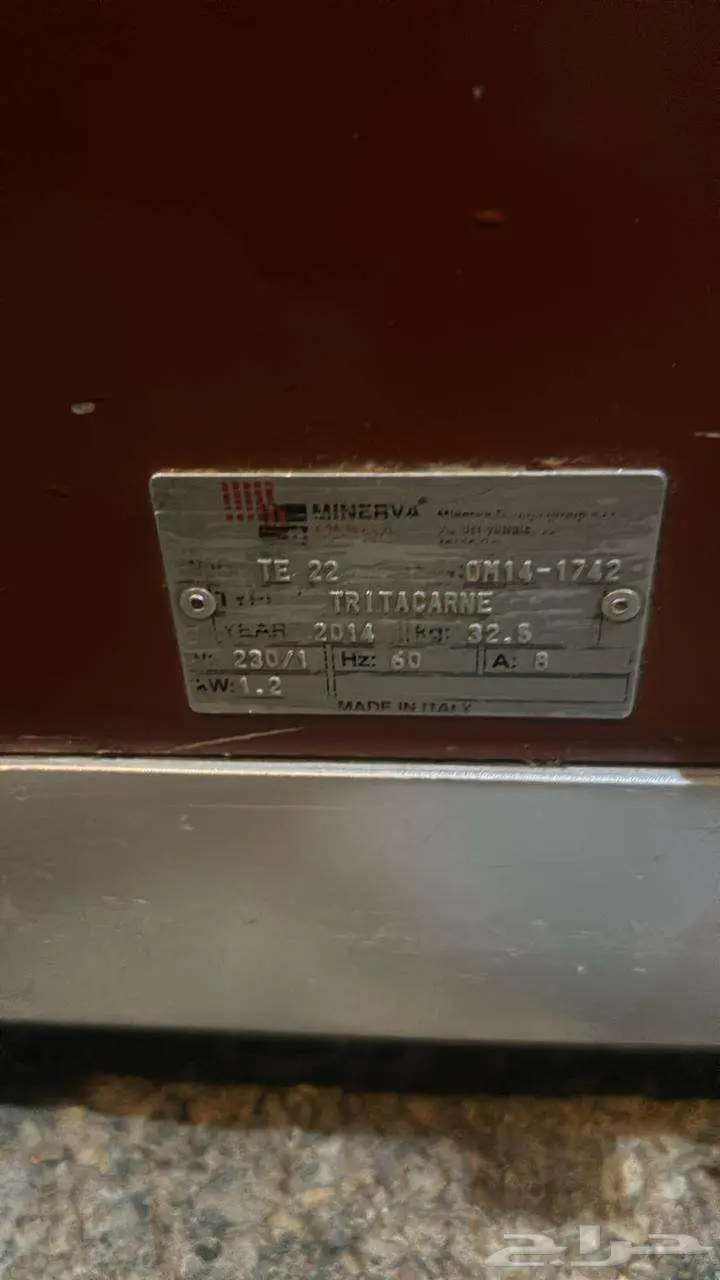 MINERVA®
TE 22 OM14-1742
TRITACARNE
YEAR 2014 kg: 32.5
230/1 Hz: 60 A: 8
kW: 1.2
MADE IN ITALY
حراج